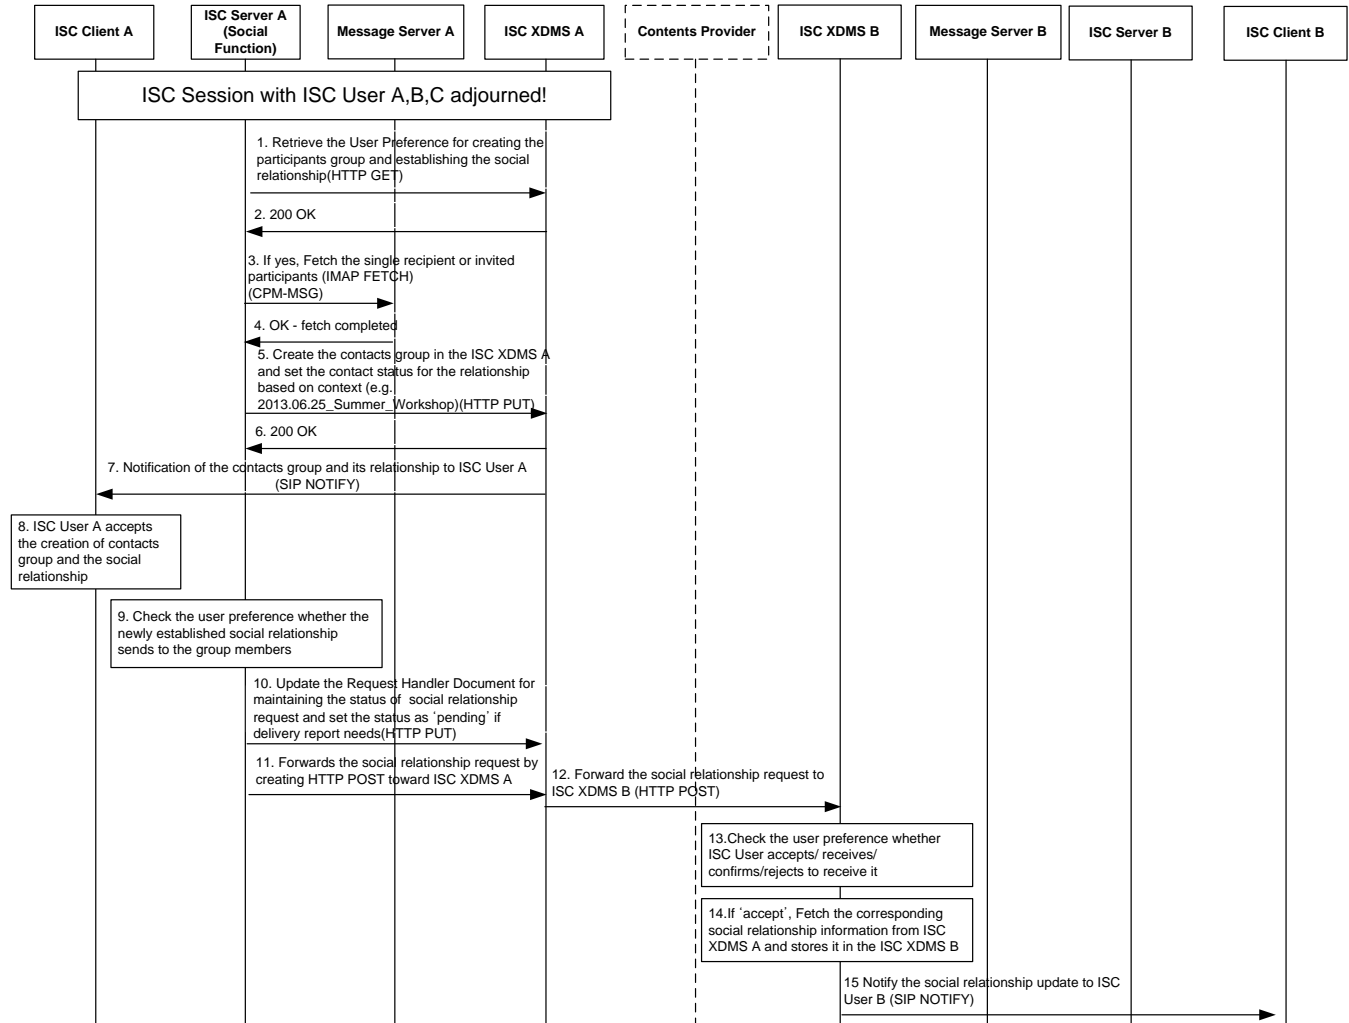 ISC Client A
ISC Server A
(Social
Function)
Message Server A
ISC XDMS A
Contents Provider
ISC XDMS B
Message Server B
ISC Server B
ISC Client B
ISC Session with ISC User A,B,C adjourned!
1. Retrieve the User Preference for creating the
participants group and establishing the social
relationship(HTTP GET)
2. 200 OK
3. If yes, Fetch the single recipient or invited
participants (IMAP FETCH)
(CPM-MSG)
4. OK - fetch completed
5. Create the contacts group in the ISC XDMS A
and set the contact status for the relationship
based on context (e.g.
2013.06.25_Summer_Workshop)(HTTP PUT)
6. 200 OK
7. Notification of the contacts group and its relationship to ISC User A
(SIP NOTIFY)
8. ISC User A accepts
the creation of contacts
group and the social
relationship
9. Check the user preference whether the
newly established social relationship
sends to the group members
10. Update the Request Handler Document for
maintaining the status of  social relationship
request and set the status as ‘pending’ if
delivery report needs(HTTP PUT)
11. Forwards the social relationship request by
creating HTTP POST toward ISC XDMS A
12. Forward the social relationship request to
ISC XDMS B (HTTP POST)
13.Check the user preference whether
ISC User accepts/ receives/
confirms/rejects to receive it
14.If ‘accept’, Fetch the corresponding
social relationship information from ISC
XDMS A and stores it in the ISC XDMS B
15 Notify the social relationship update to ISC
User B (SIP NOTIFY)